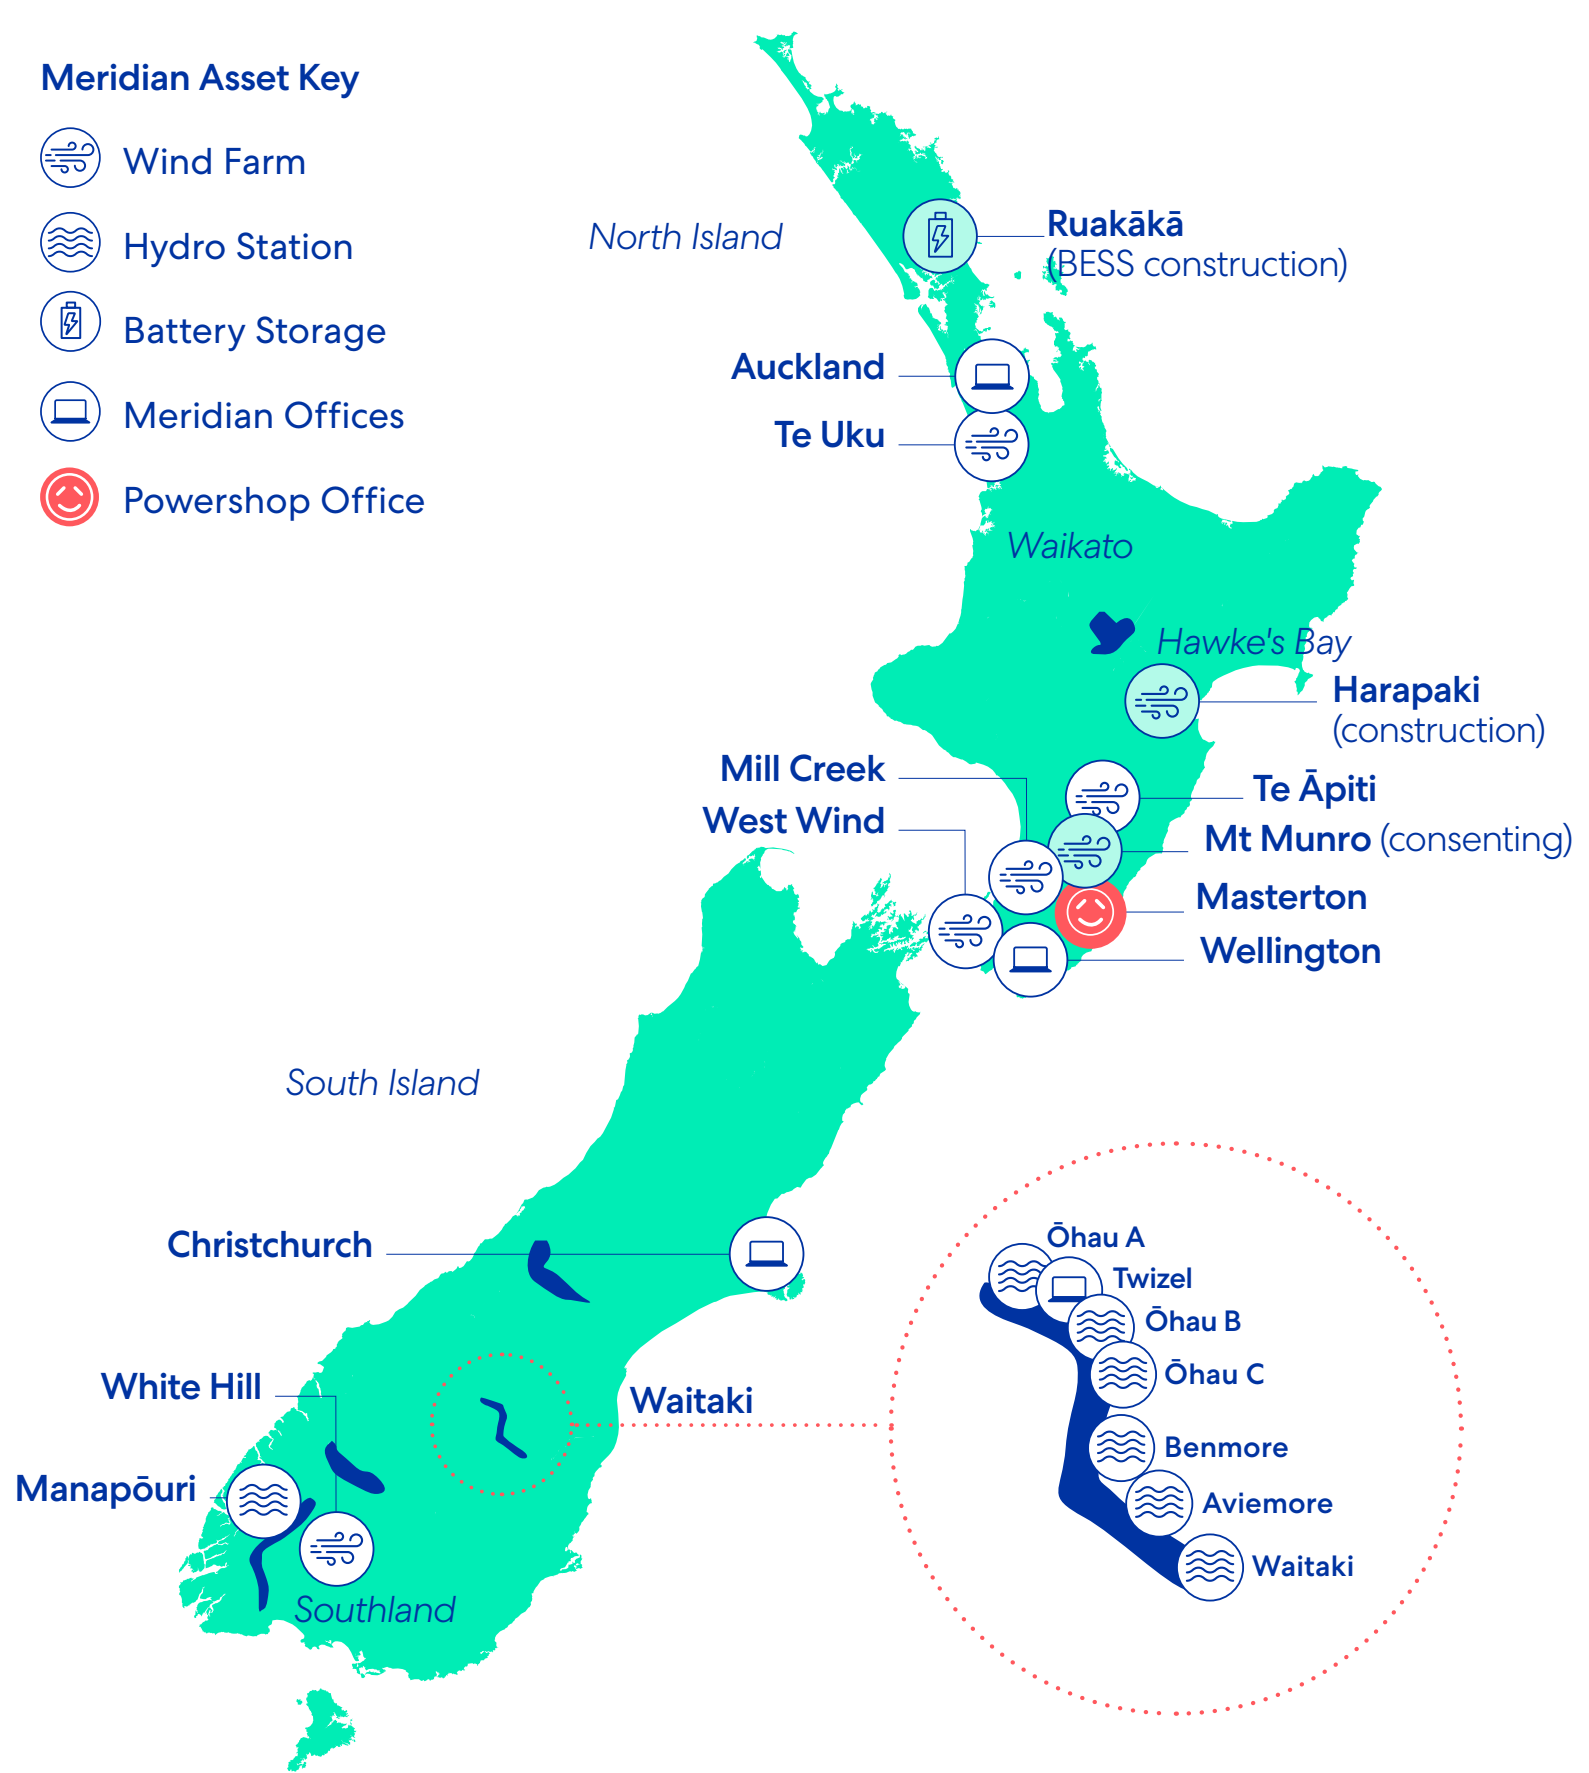 Meridian Asset Key
Wind Farm
Hydro Station
Battery Storage
Meridian Offices
Powershop Office
North Island
Ruakākā
(BESS construction)
Auckland
Te Uku
Waikato
Hawke's Bay
Harapaki
(construction)
Mill Creek
West Wind
Te Āpiti
Mt Munro (consenting)
Masterton
Wellington
South Island
Christchurch
White Hill
Manapōuri
Southland
Waitaki
Ōhau A
Twizel
Ōhau B
Ōhau C
Benmore
Aviemore
Waitaki